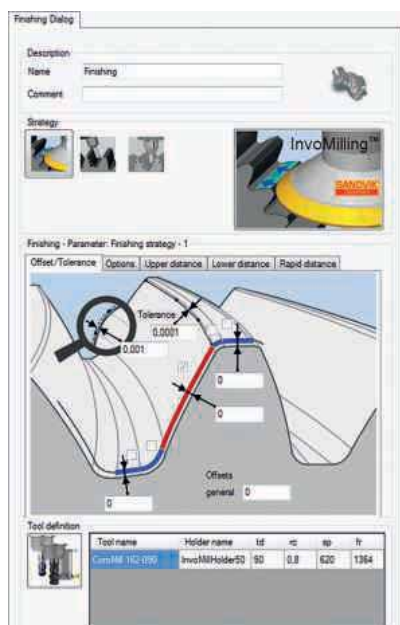 Finishing Dialog
Description
Name Finishing
Comment
Strategy
InvoMilling™
SANDVIK
Finishing - Parameter: Finishing strategy - 1
Offset/Tolerance Options Upper distance Lower distance Rapid distance
Tolerance
0,0001
0,001
0
0
Offsets
general 0
0
Tool definition
Tool name Holder name td rc sp fr
CoroMill 162-090 InvoMillHolder50 90 0.8 620 1364